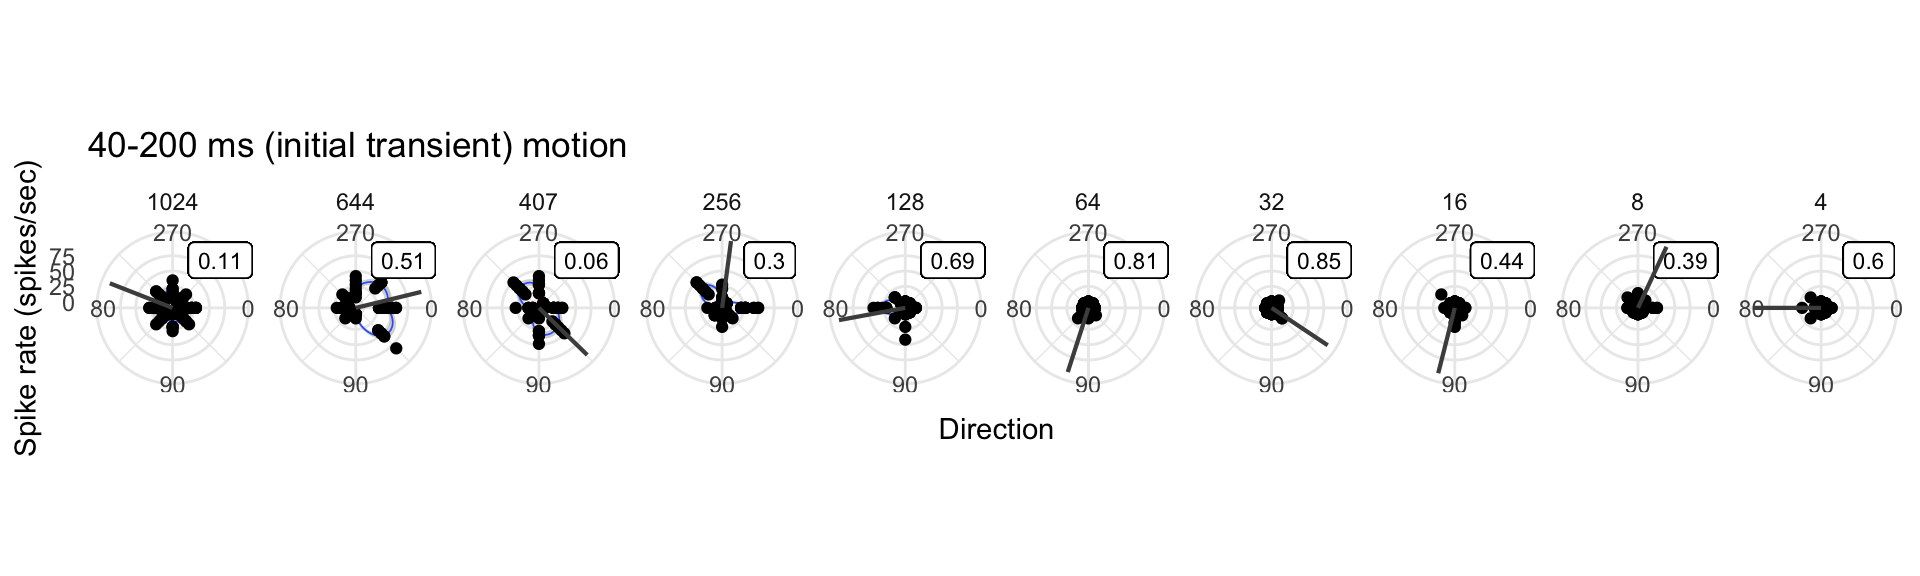 40-200 ms (initial transient) motion
Spike rate (spikes/sec)
1024 644 407 256 128 64 32 16 8 4
270 270 270 270 270 270 270 270 270 270
0.11 0.51 0.06 0.3 0.69 0.81 0.85 0.44 0.39 0.6
75
50
25
0
80 0 80 0 80 0 80 0 80 0 80 0 80 0 80 0 80 0 80 0
90 90 90 90 90 90 90 90 90 90
Direction